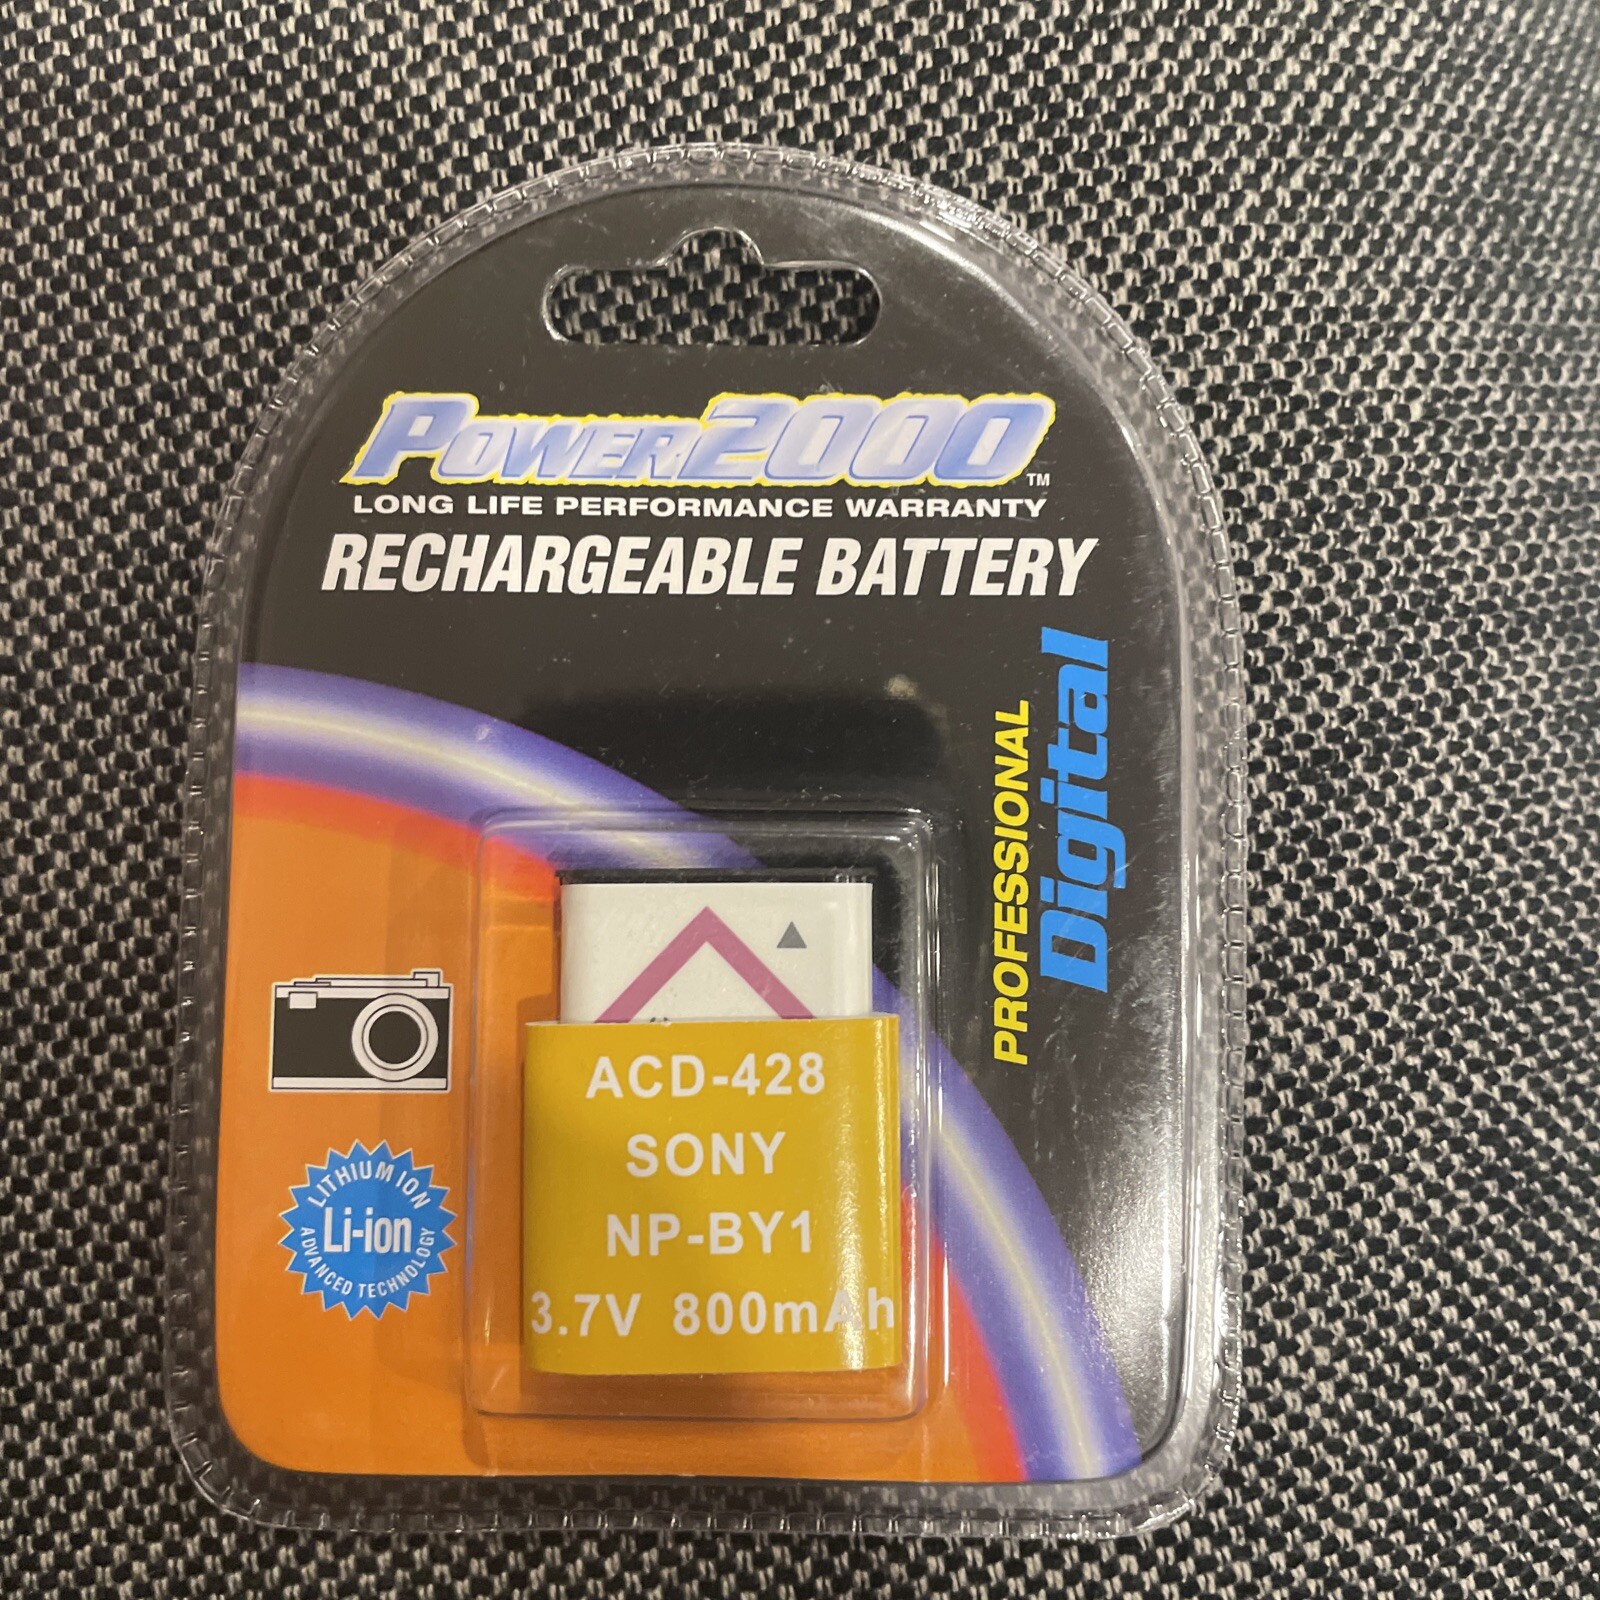 POWER2000™
LONG LIFE PERFORMANCE WARRANTY
RECHARGEABLE BATTERY
PROFESSIONAL
Digital
ACD-428
SONY
NP-BY1
3.7V 800mAh
LITHIUM ION
Li-ion
ADVANCED TECHNOLOGY